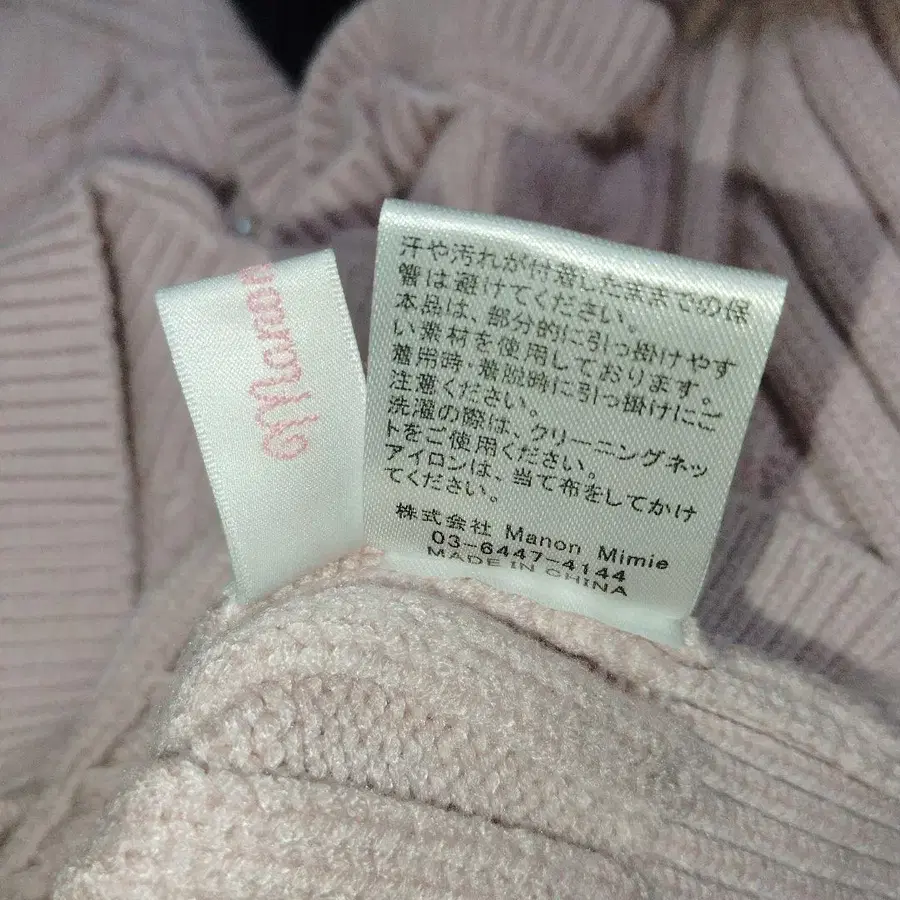 Manon
汗や汚れが付着したままでの保
管は避けてください。
本品は、部分的に引っ掛けやす
い素材を使用しております。
着用時・着脱時に引っ掛けにご
注意ください。
洗濯の際は、クリーニングネッ
トをご使用ください。
アイロンは、当て布をしてかけ
てください。
株式会社 Manon Mimie
03-6447-4144
MADE IN CHINA